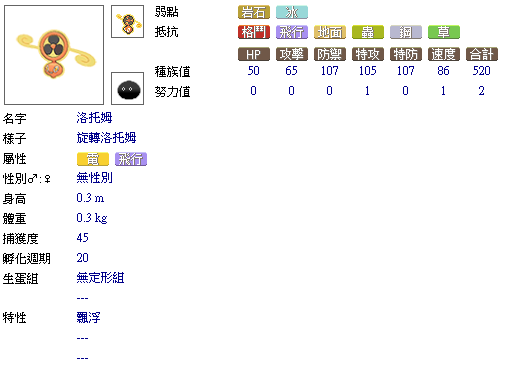 弱點 岩石 冰
抵抗 格鬥 飛行 地面 蟲 鋼 草
HP 攻擊 防禦 特攻 特防 速度 合計
種族值 50 65 107 105 107 86 520
努力值 0 0 0 1 0 1 2
名字 洛托姆
樣子 旋轉洛托姆
屬性 電 飛行
性別♂:♀ 無性別
身高 0.3 m
體重 0.3 kg
捕獲度 45
孵化週期 20
生蛋組 無定形組
---
特性 飄浮
---
---